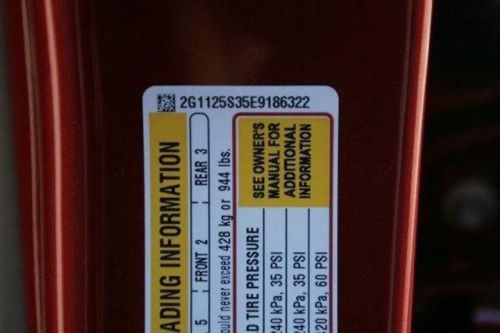 2G1125S35E9186322
ADING INFORMATION
5 FRONT 2 REAR 3
ould never exceed 428 kg or 944 lbs.
SEE OWNER'S
MANUAL FOR
ADDITIONAL
INFORMATION
D TIRE PRESSURE
240 kPa, 35 PSI
240 kPa, 35 PSI
20 kPa, 60 PSI